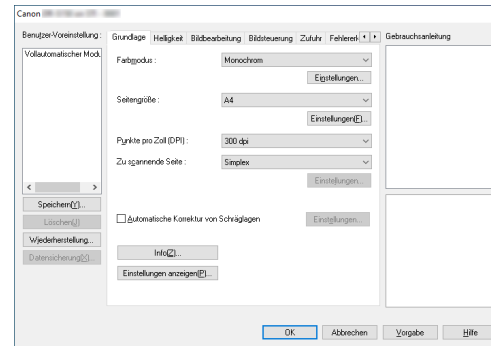 Canon
Benutzer-Voreinstellung :
Vollautomatischer Modu
Speichern(Y)...
Löschen(J)
Wiederherstellung...
Datensicherung(X)...
Grundlage Helligkeit Bildbearbeitung Bildsteuerung Zufuhr Fehlererk
Farbmodus : Monochrom
Einstellungen...
Seitengröße : A4
Einstellungen(F)...
Punkte pro Zoll (DPI) : 300 dpi
Zu scannende Seite : Simplex
Einstellungen...
Automatische Korrektur von Schräglagen Einstellungen...
Info(Z)...
Einstellungen anzeigen(P)...
Gebrauchsanleitung
OK Abbrechen Vorgabe Hilfe